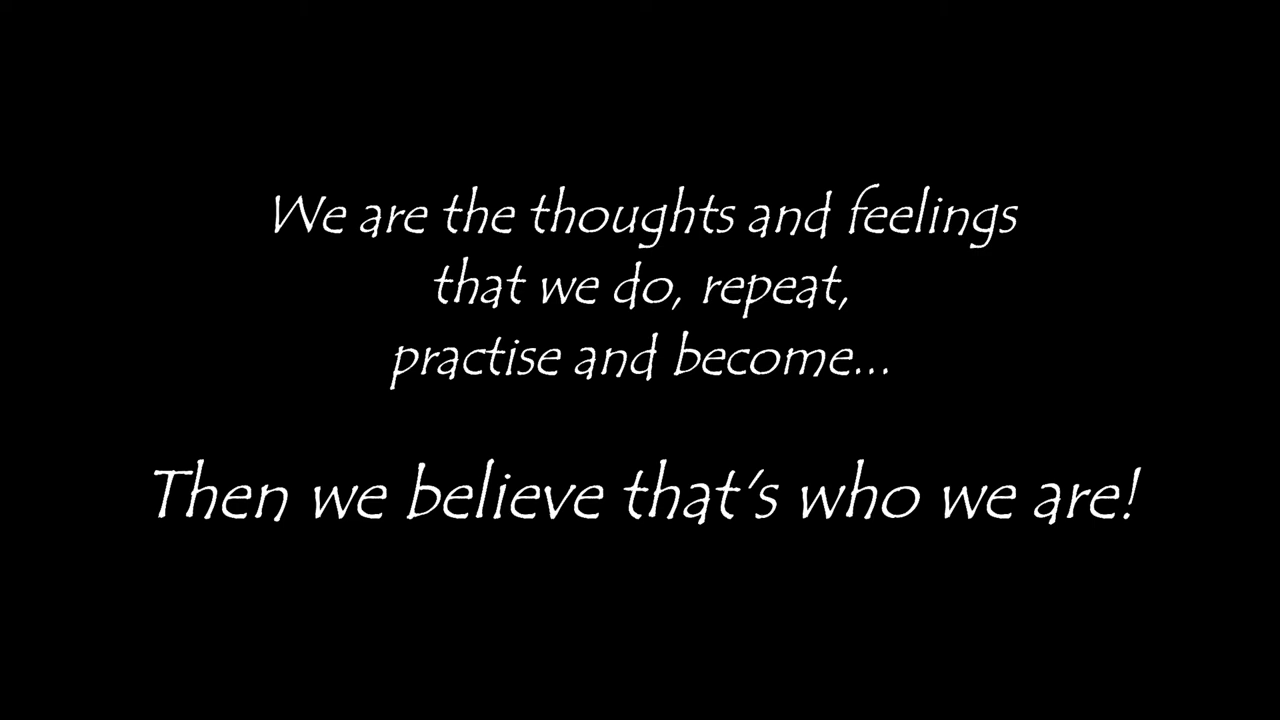 We are the thoughts and feelings
that we do, repeat,
practise and become...
Then we believe that's who we are!